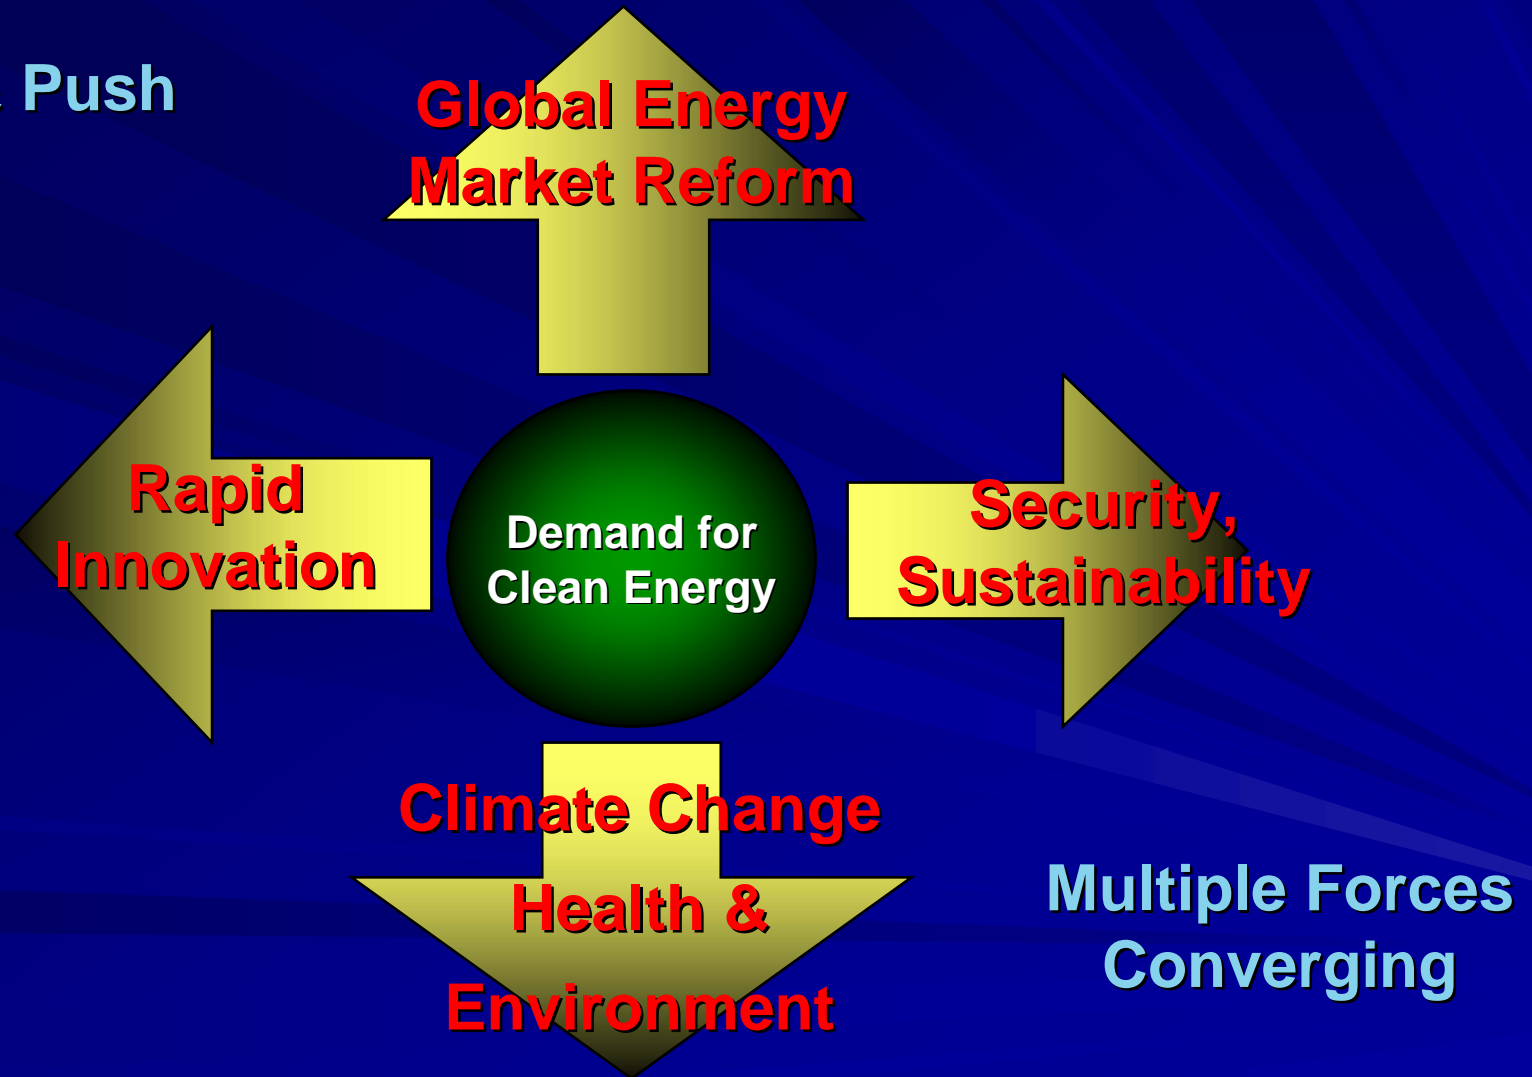 & Push
Global Energy
Market Reform
Rapid
Innovation
Demand for
Clean Energy
Security,
Sustainability
Climate Change
Health &
Environment
Multiple Forces
Converging